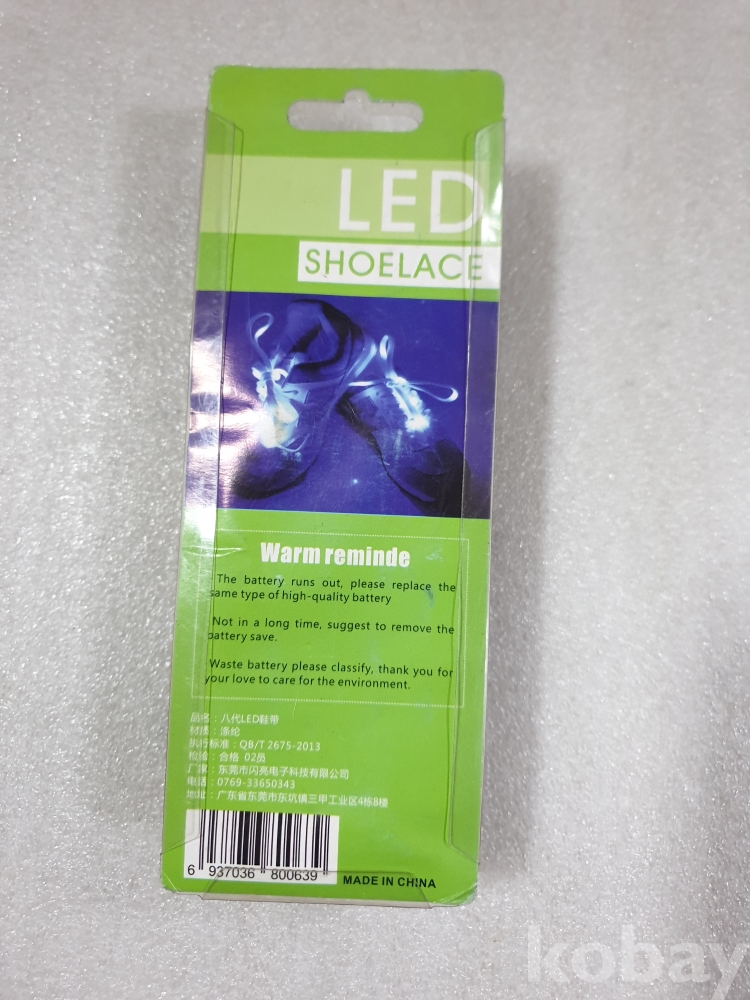 LED
SHOELACE
Warm reminde
The battery runs out, please replace the
same type of high-quality battery
Not in a long time, suggest to remove the
battery save.
Waste battery please classify, thank you for
your love to care for the environment.
品名：八代LED鞋带
材质：涤纶
执行标准：QB/T 2675-2013
检验：合格 02员
厂家：东莞市闪亮电子科技有限公司
电话：0769-33650343
地址：广东省东莞市东坑镇三甲工业区4栋8楼
6 937036 800639
MADE IN CHINA
kobay